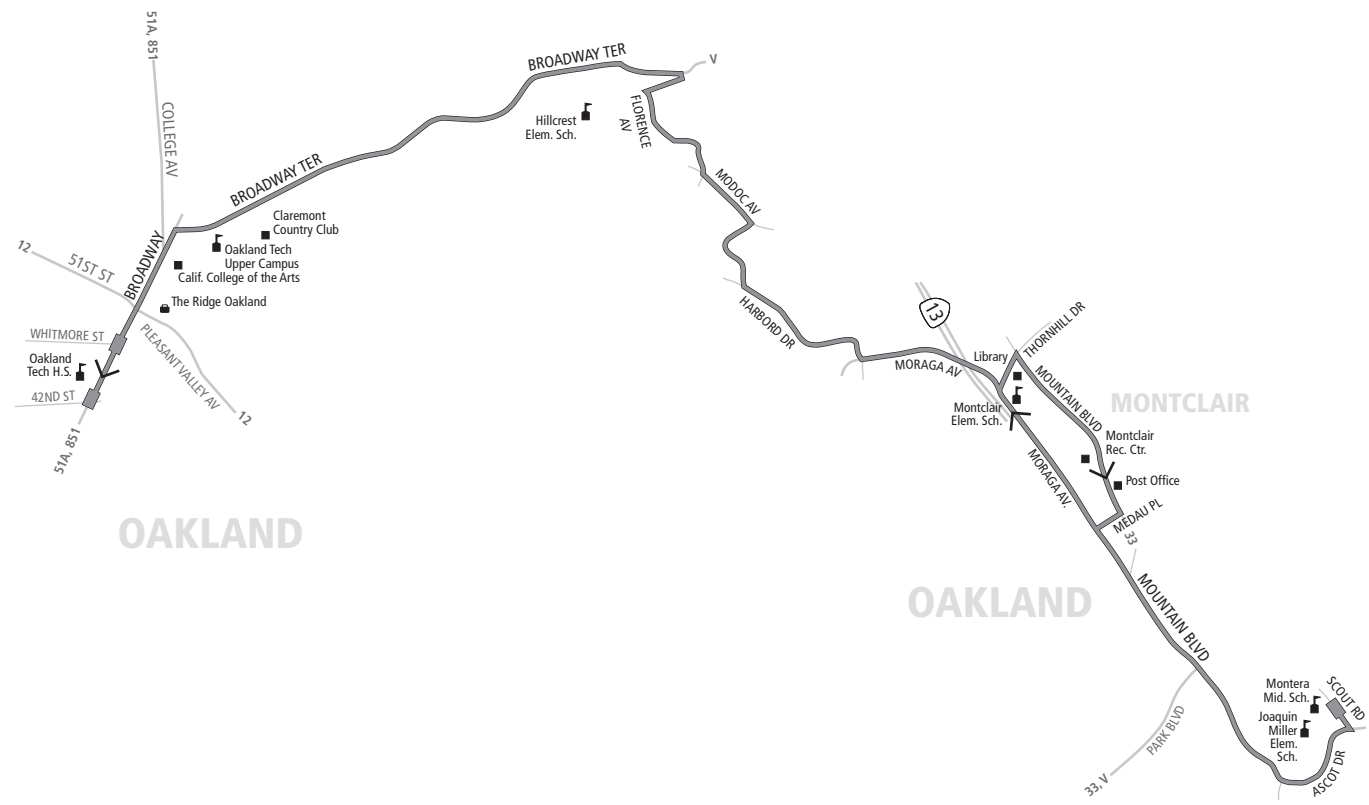 51A, 851
COLLEGE AV
BROADWAY TER
V
FLORENCE
AV
Hillcrest
Elem. Sch.
BROADWAY TER
MODOC AV
Claremont
Country Club
Oakland Tech
Upper Campus
Calif. College of the Arts
12
51ST ST
BROADWAY
The Ridge Oakland
WHITMORE ST
PLEASANT VALLEY AV
12
Oakland
Tech H.S.
42ND ST
51A, 851
HARBORD DR
13
MORAGA AV
Library
THORNHILL DR
MOUNTAIN BLVD
MONTCLAIR
Montclair
Elem. Sch.
Montclair
Rec. Ctr.
MORAGA AV.
Post Office
MEDAU PL
33
OAKLAND
OAKLAND
MOUNTAIN BLVD
PARK BLVD
33, V
Montera
Mid. Sch.
SCOUT RD
Joaquin
Miller
Elem.
Sch.
ASCOT DR